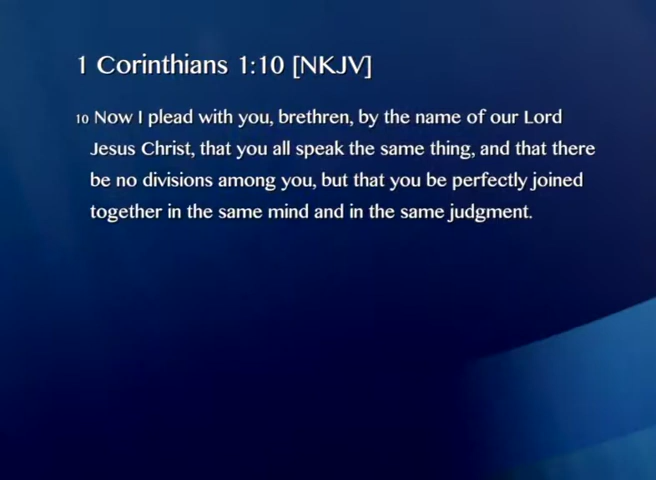 1 Corinthians 1:10 [NKJV]
10 Now I plead with you, brethren, by the name of our Lord
Jesus Christ, that you all speak the same thing, and that there
be no divisions among you, but that you be perfectly joined
together in the same mind and in the same judgment.